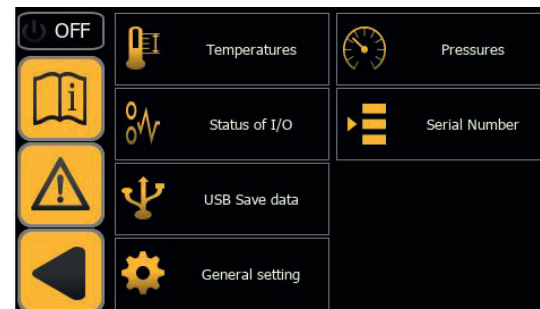 OFF
Temperatures
Pressures
Status of I/O
Serial Number
USB Save data
General setting